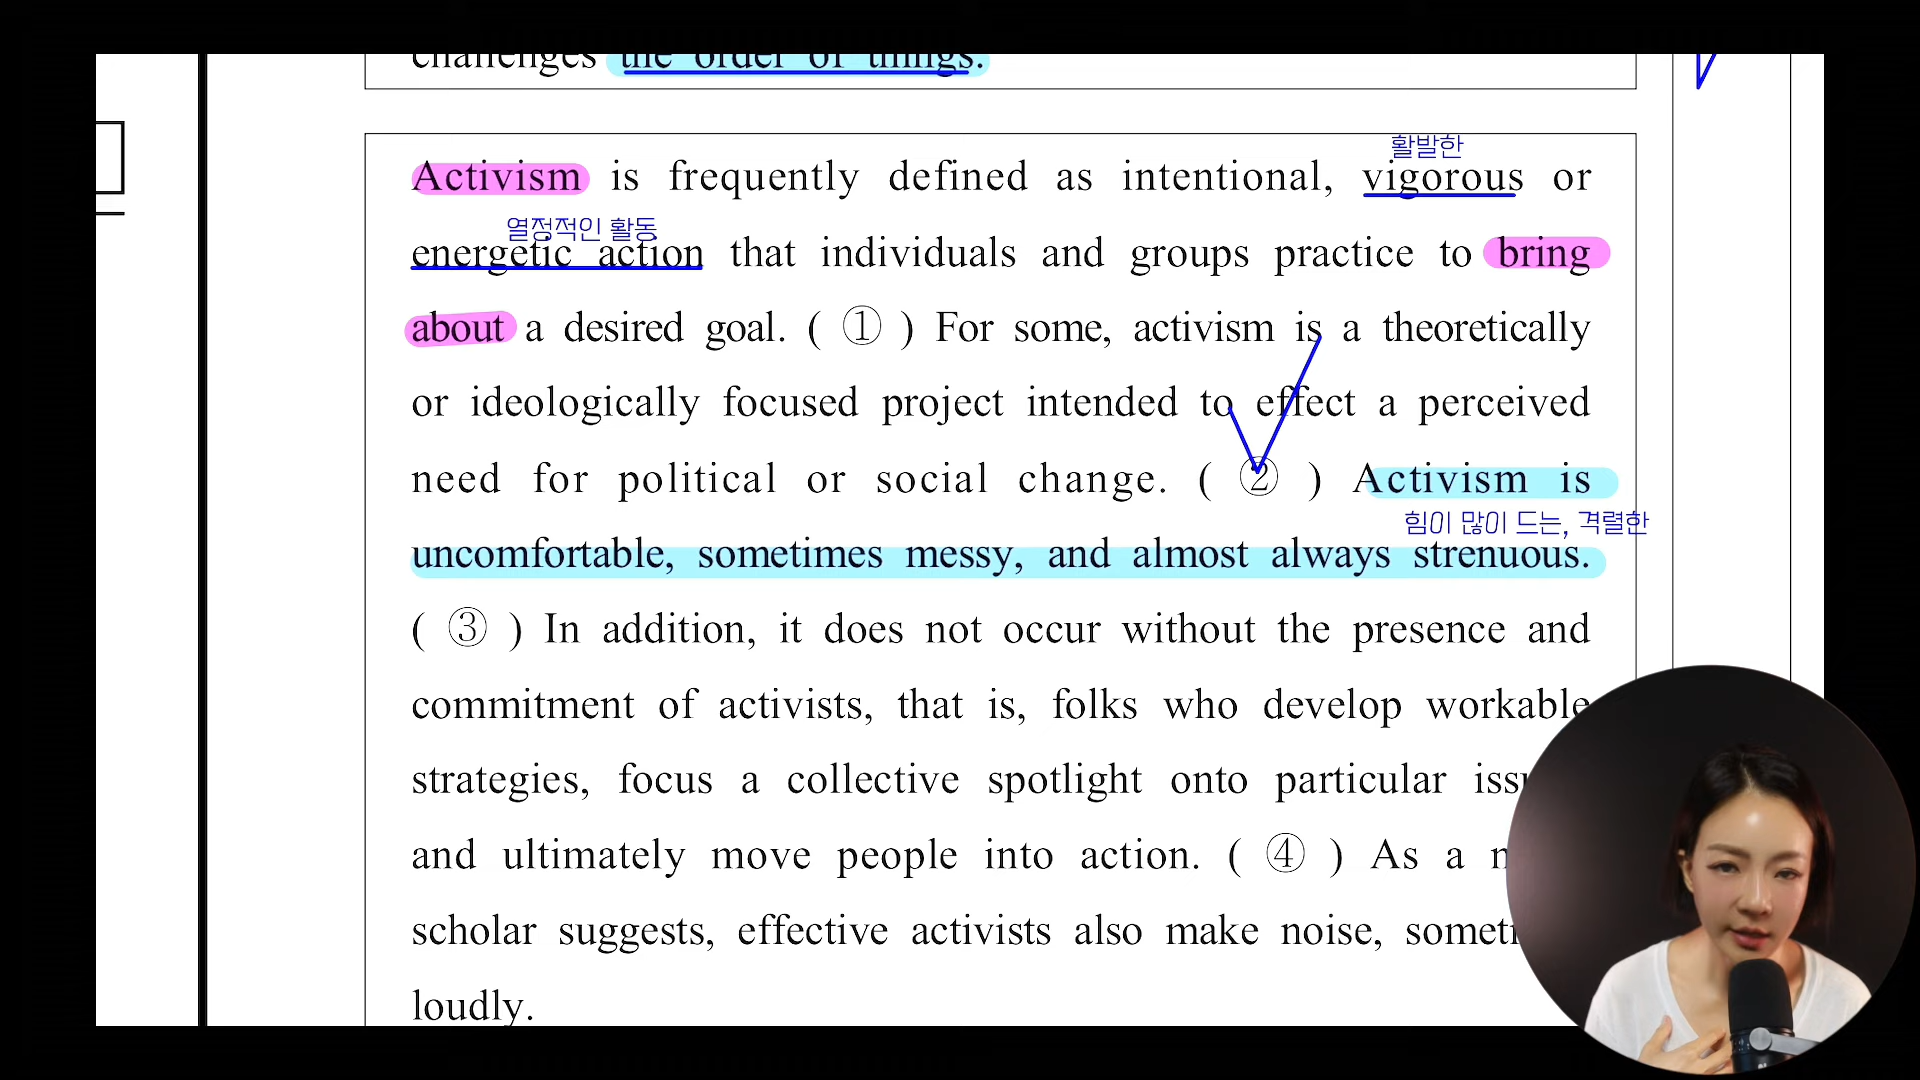 challenges the order of things.
활발한
Activism is frequently defined as intentional, vigorous or
열정적인 활동
energetic action that individuals and groups practice to bring
about a desired goal. ( ① ) For some, activism is a theoretically
or ideologically focused project intended to effect a perceived
need for political or social change. ( ② ) Activism is
힘이 많이 드는, 격렬한
uncomfortable, sometimes messy, and almost always strenuous.
( ③ ) In addition, it does not occur without the presence and
commitment of activists, that is, folks who develop workable
strategies, focus a collective spotlight onto particular
and ultimately move people into action. ( ④ ) As a
scholar suggests, effective activists also make noise,
loudly.